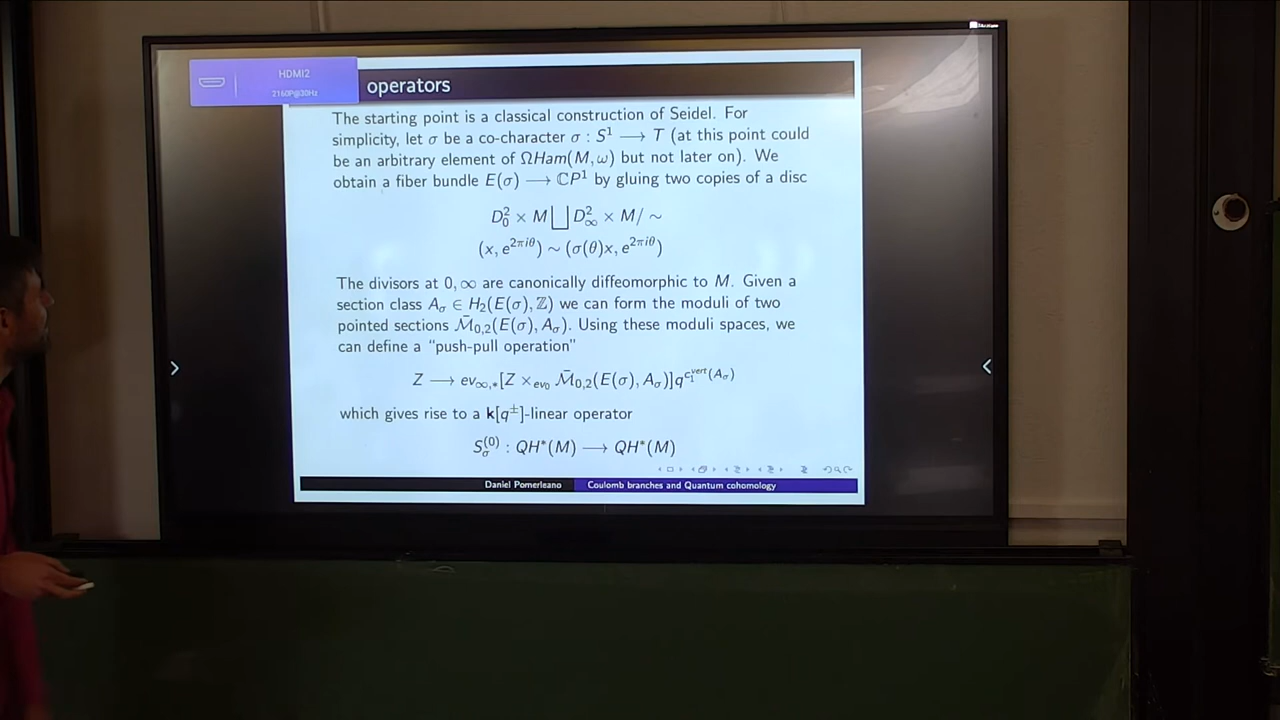 HDMI2
2160P@30Hz
operators
The starting point is a classical construction of Seidel. For
simplicity, let σ be a co-character σ : S¹ ⟶ T (at this point could
be an arbitrary element of ΩHam(M, ω) but not later on). We
obtain a fiber bundle E(σ) ⟶ ℂP¹ by gluing two copies of a disc
D²₀ × M ⨆ D²∞ × M/ ∼
(x, e^{2πiθ}) ∼ (σ(θ)x, e^{2πiθ})
The divisors at 0, ∞ are canonically diffeomorphic to M. Given a
section class A_σ ∈ H₂(E(σ), ℤ) we can form the moduli of two
pointed sections M̄₀,₂(E(σ), A_σ). Using these moduli spaces, we
can define a “push-pull operation”
Z ⟶ ev_{∞,*}[Z ×_{ev₀} M̄₀,₂(E(σ), A_σ)]q^{c₁^{vert}(A_σ)}
which gives rise to a k[q^±]-linear operator
S_σ^{(0)} : QH*(M) ⟶ QH*(M)
Daniel Pomerleano Coulomb branches and Quantum cohomology